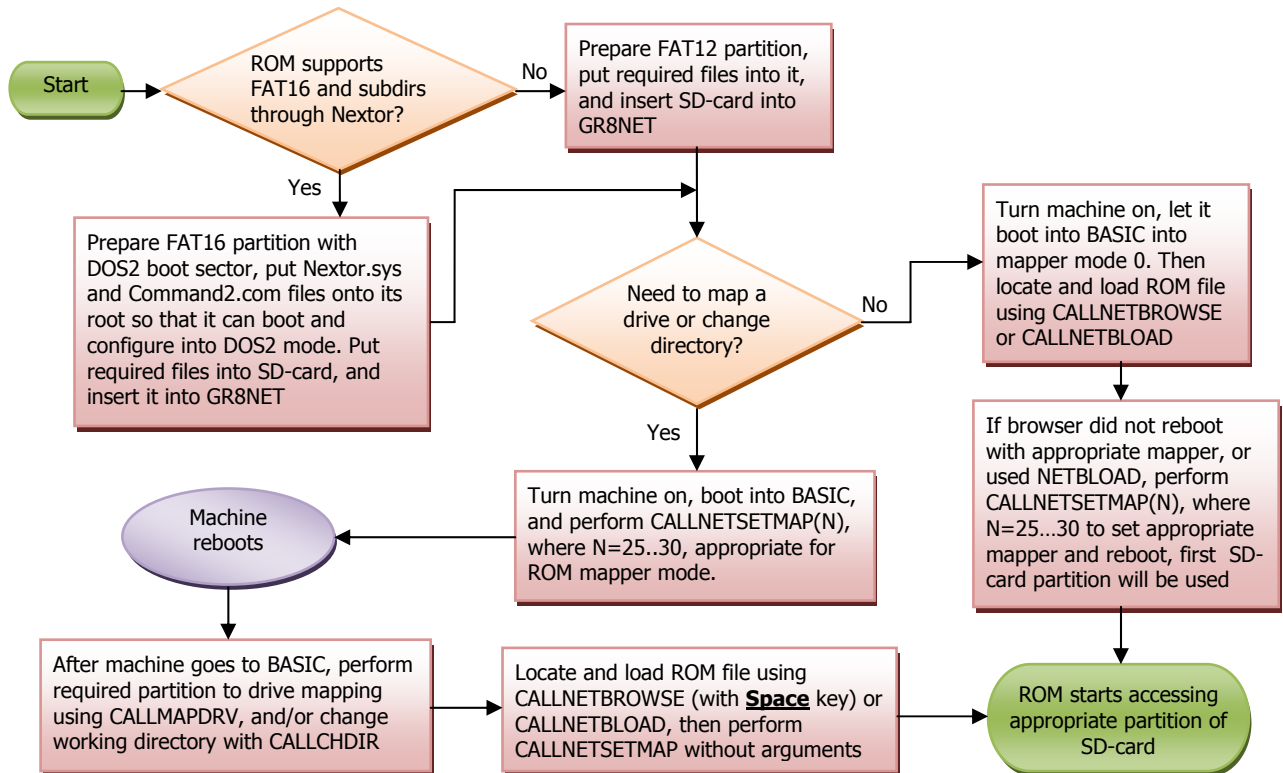 Start
ROM supports
FAT16 and subdirs
through Nextor?
No
Prepare FAT12 partition,
put required files into it,
and insert SD-card into
GR8NET
Yes
Prepare FAT16 partition with
DOS2 boot sector, put Nextor.sys
and Command2.com files onto its
root so that it can boot and
configure into DOS2 mode. Put
required files into SD-card, and
insert it into GR8NET
Need to map a
drive or change
directory?
No
Turn machine on, let it
boot into BASIC into
mapper mode 0. Then
locate and load ROM file
using CALLNETBROWSE
or CALLNETBLOAD
If browser did not reboot
with appropriate mapper, or
used NETBLOAD, perform
CALLNETSETMAP(N), where
N=25...30 to set appropriate
mapper and reboot, first SD-
card partition will be used
Yes
Turn machine on, boot into BASIC,
and perform CALLNETSETMAP(N),
where N=25..30, appropriate for
ROM mapper mode.
Machine
reboots
After machine goes to BASIC, perform
required partition to drive mapping
using CALLMAPDRV, and/or change
working directory with CALLCHDIR
Locate and load ROM file using
CALLNETBROWSE (with Space key) or
CALLNETBLOAD, then perform
CALLNETSETMAP without arguments
ROM starts accessing
appropriate partition of
SD-card